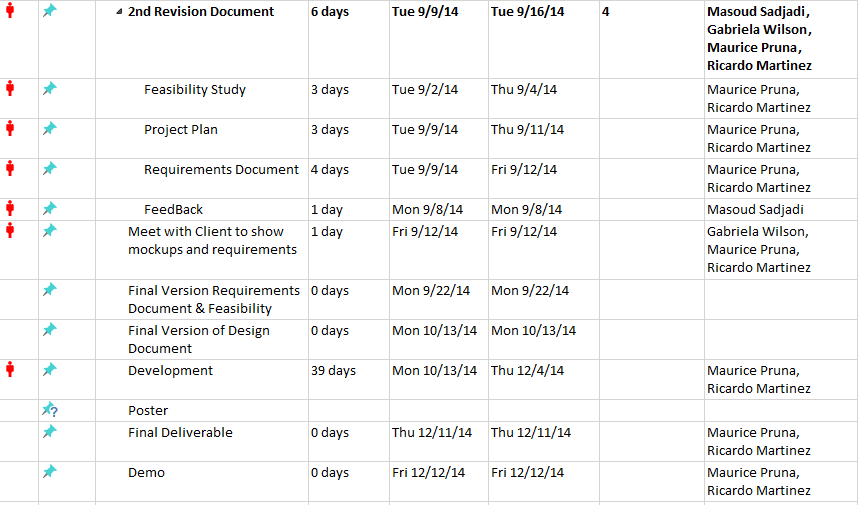 2nd Revision Document 6 days Tue 9/9/14 Tue 9/16/14 4 Masoud Sadjadi,
Gabriela Wilson,
Maurice Pruna,
Ricardo Martinez
Feasibility Study 3 days Tue 9/2/14 Thu 9/4/14 Maurice Pruna,
Ricardo Martinez
Project Plan 3 days Tue 9/9/14 Thu 9/11/14 Maurice Pruna,
Ricardo Martinez
Requirements Document 4 days Tue 9/9/14 Fri 9/12/14 Maurice Pruna,
Ricardo Martinez
FeedBack 1 day Mon 9/8/14 Mon 9/8/14 Masoud Sadjadi
Meet with Client to show 1 day Fri 9/12/14 Fri 9/12/14 Gabriela Wilson,
mockups and requirements Maurice Pruna,
Ricardo Martinez
Final Version Requirements 0 days Mon 9/22/14 Mon 9/22/14
Document & Feasibility
Final Version of Design 0 days Mon 10/13/14 Mon 10/13/14
Document
Development 39 days Mon 10/13/14 Thu 12/4/14 Maurice Pruna,
Ricardo Martinez
? Poster
Final Deliverable 0 days Thu 12/11/14 Thu 12/11/14 Maurice Pruna,
Ricardo Martinez
Demo 0 days Fri 12/12/14 Fri 12/12/14 Maurice Pruna,
Ricardo Martinez